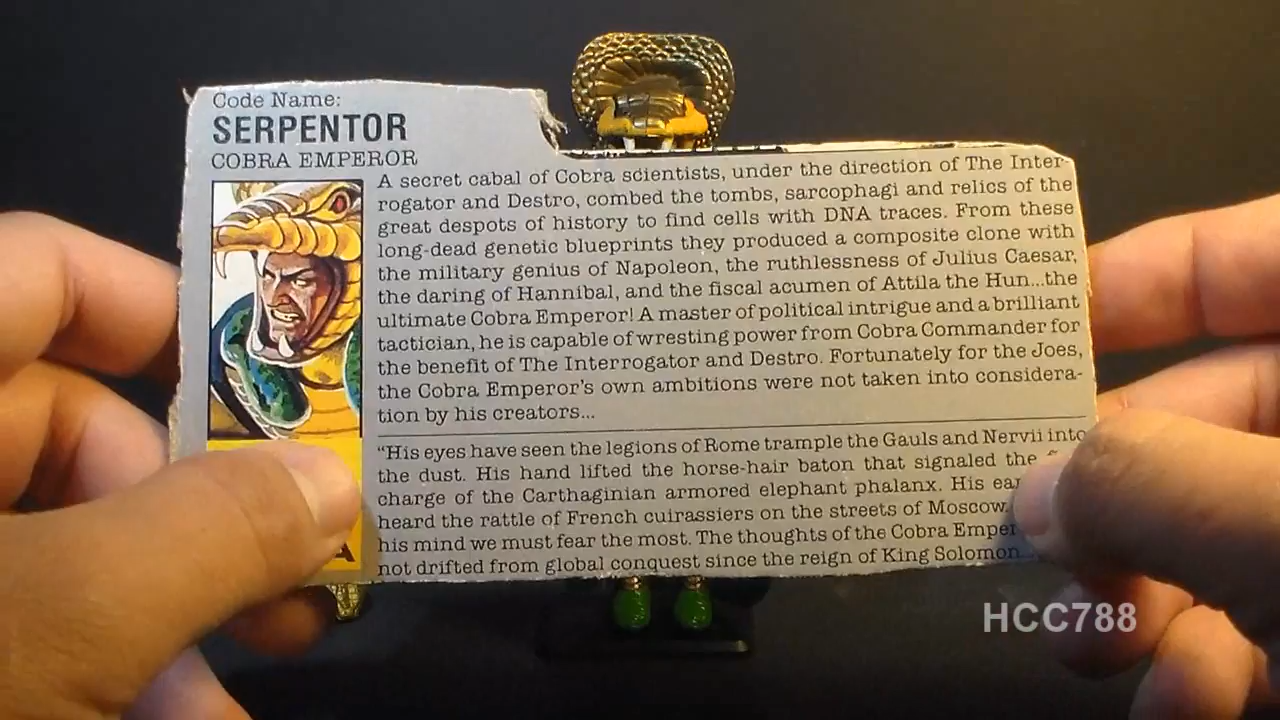 Code Name:
SERPENTOR
COBRA EMPEROR
A secret cabal of Cobra scientists, under the direction of The Inter-
rogator and Destro, combed the tombs, sarcophagi and relics of the
great despots of history to find cells with DNA traces. From these
long-dead genetic blueprints they produced a composite clone with
the military genius of Napoleon, the ruthlessness of Julius Caesar,
the daring of Hannibal, and the fiscal acumen of Attila the Hun...the
ultimate Cobra Emperor! A master of political intrigue and a brilliant
tactician, he is capable of wresting power from Cobra Commander for
the benefit of The Interrogator and Destro. Fortunately for the Joes,
the Cobra Emperor's own ambitions were not taken into considera-
tion by his creators...
"His eyes have seen the legions of Rome trample the Gauls and Nervii into
the dust. His hand lifted the horse-hair baton that signaled the
charge of the Carthaginian armored elephant phalanx. His
heard the rattle of French cuirassiers on the streets of Moscow.
his mind we must fear the most. The thoughts of the Cobra
not drifted from global conquest since the reign of King Solomon
HCC788